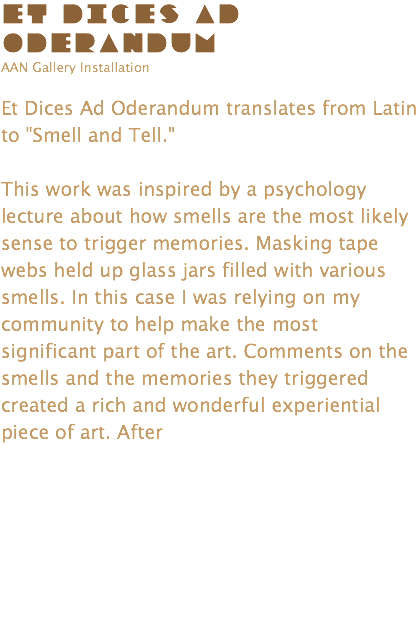 ET DICES AD
ODERANDUM
AAN Gallery Installation
Et Dices Ad Oderandum translates from Latin
to "Smell and Tell."
This work was inspired by a psychology
lecture about how smells are the most likely
sense to trigger memories. Masking tape
webs held up glass jars filled with various
smells. In this case I was relying on my
community to help make the most
significant part of the art. Comments on the
smells and the memories they triggered
created a rich and wonderful experiential
piece of art. After